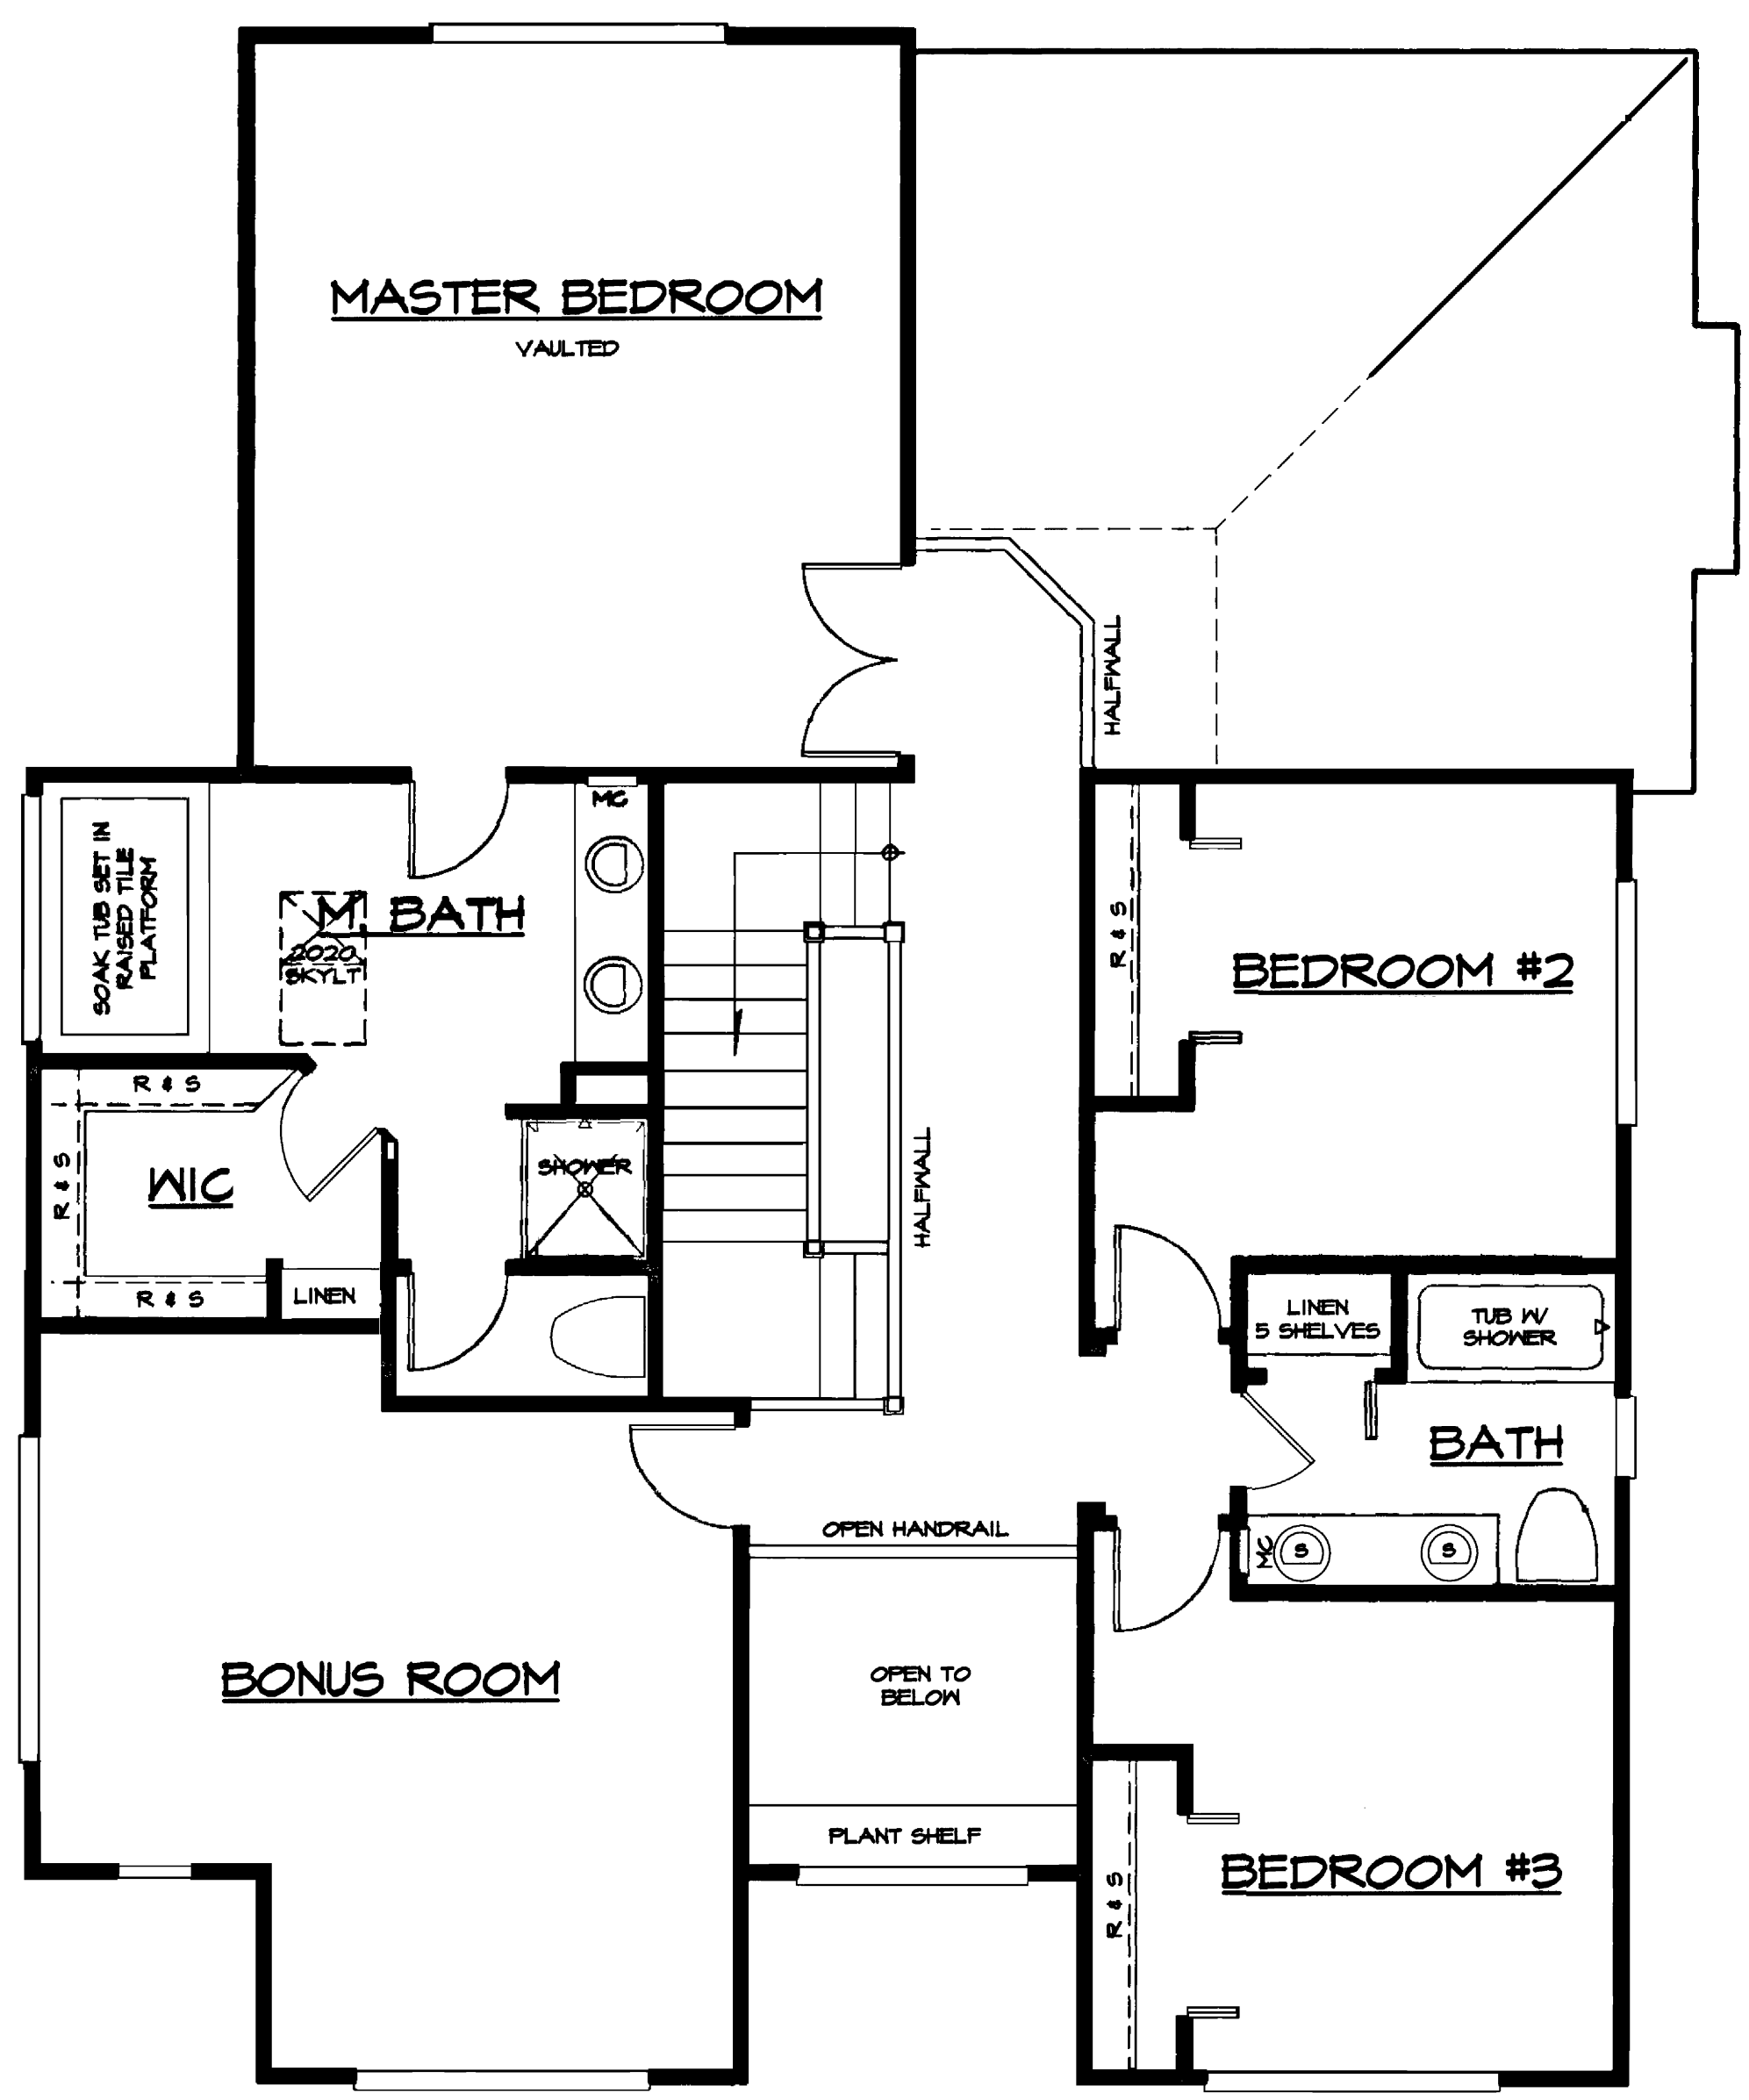 MASTER BEDROOM
VAULTED
HALFWALL
MC
SOAK TUB SET IN
RAISED TILE
PLATFORM
M. BATH
2020
SKYLT
R & S
BEDROOM #2
R & S
R & S
WIC
SHOWER
HALFWALL
R & S
LINEN
LINEN
5 SHELVES
TUB W/
SHOWER
BATH
OPEN HANDRAIL
MC
S
S
BONUS ROOM
OPEN TO
BELOW
PLANT SHELF
R & S
BEDROOM #3